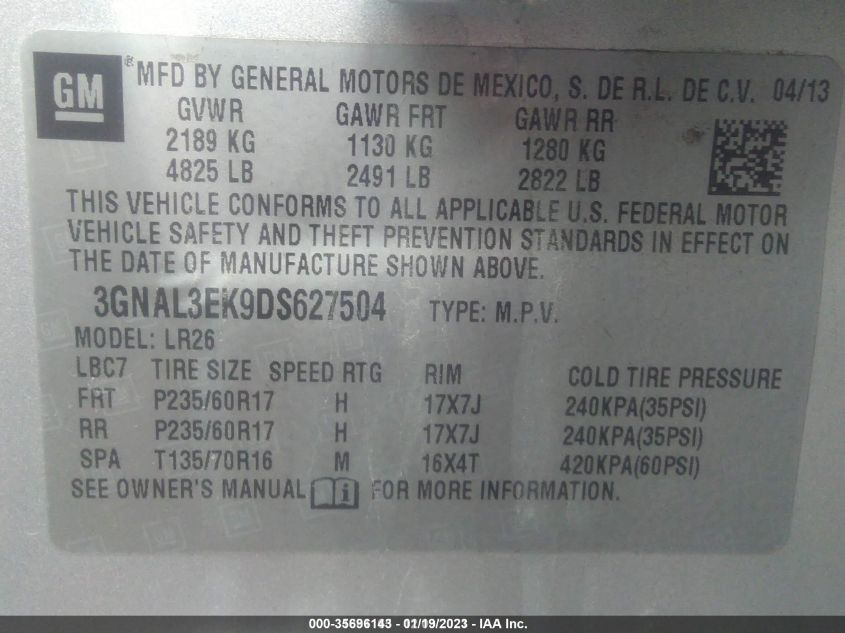 GM ® MFD BY GENERAL MOTORS DE MEXICO, S. DE R.L. DE C.V. 04/13
GVWR GAWR FRT GAWR RR
2189 KG 1130 KG 1280 KG
4825 LB 2491 LB 2822 LB
THIS VEHICLE CONFORMS TO ALL APPLICABLE U.S. FEDERAL MOTOR
VEHICLE SAFETY AND THEFT PREVENTION STANDARDS IN EFFECT ON
THE DATE OF MANUFACTURE SHOWN ABOVE.
3GNAL3EK9DS627504 TYPE: M.P.V.
MODEL: LR26
LBC7 TIRE SIZE SPEED RTG RIM COLD TIRE PRESSURE
FRT P235/60R17 H 17X7J 240KPA(35PSI)
RR P235/60R17 H 17X7J 240KPA(35PSI)
SPA T135/70R16 M 16X4T 420KPA(60PSI)
SEE OWNER'S MANUAL i FOR MORE INFORMATION.
000-35696143 - 01/19/2023 - IAA Inc.